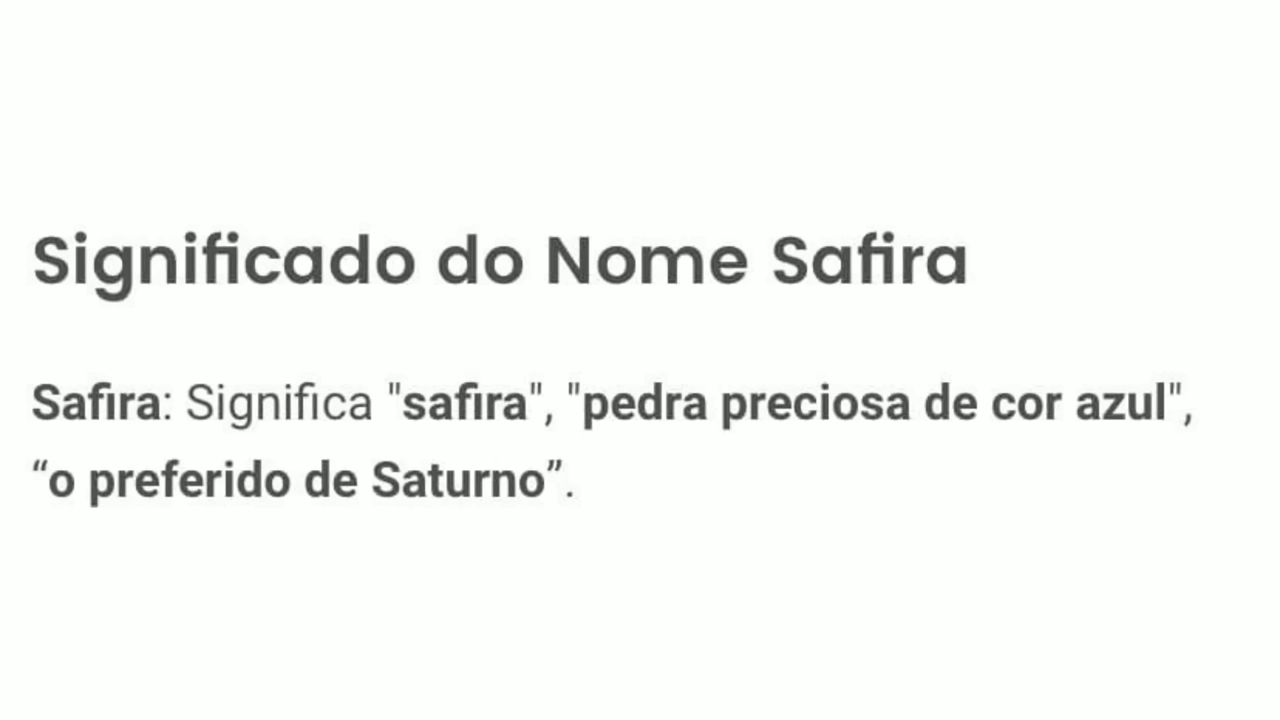 Significado do Nome Safira
Safira: Significa "safira", "pedra preciosa de cor azul",
“o preferido de Saturno”.